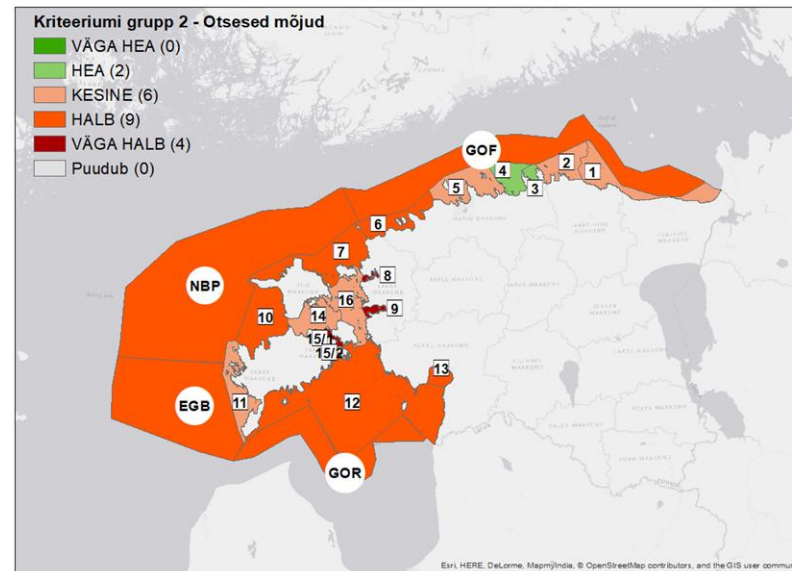 Kriteeriumi grupp 2 - Otsesed mõjud
VÄGA HEA (0)
HEA (2)
KESINE (6)
HALB (9)
VÄGA HALB (4)
Puudub (0)
GOF
4
2
1
5
3
6
7
8
NBP
16
10
14
9
15/1
15/2
13
11
EGB
12
GOR
Esri, HERE, DeLorme, MapmyIndia, © OpenStreetMap contributors, and the GIS user commun